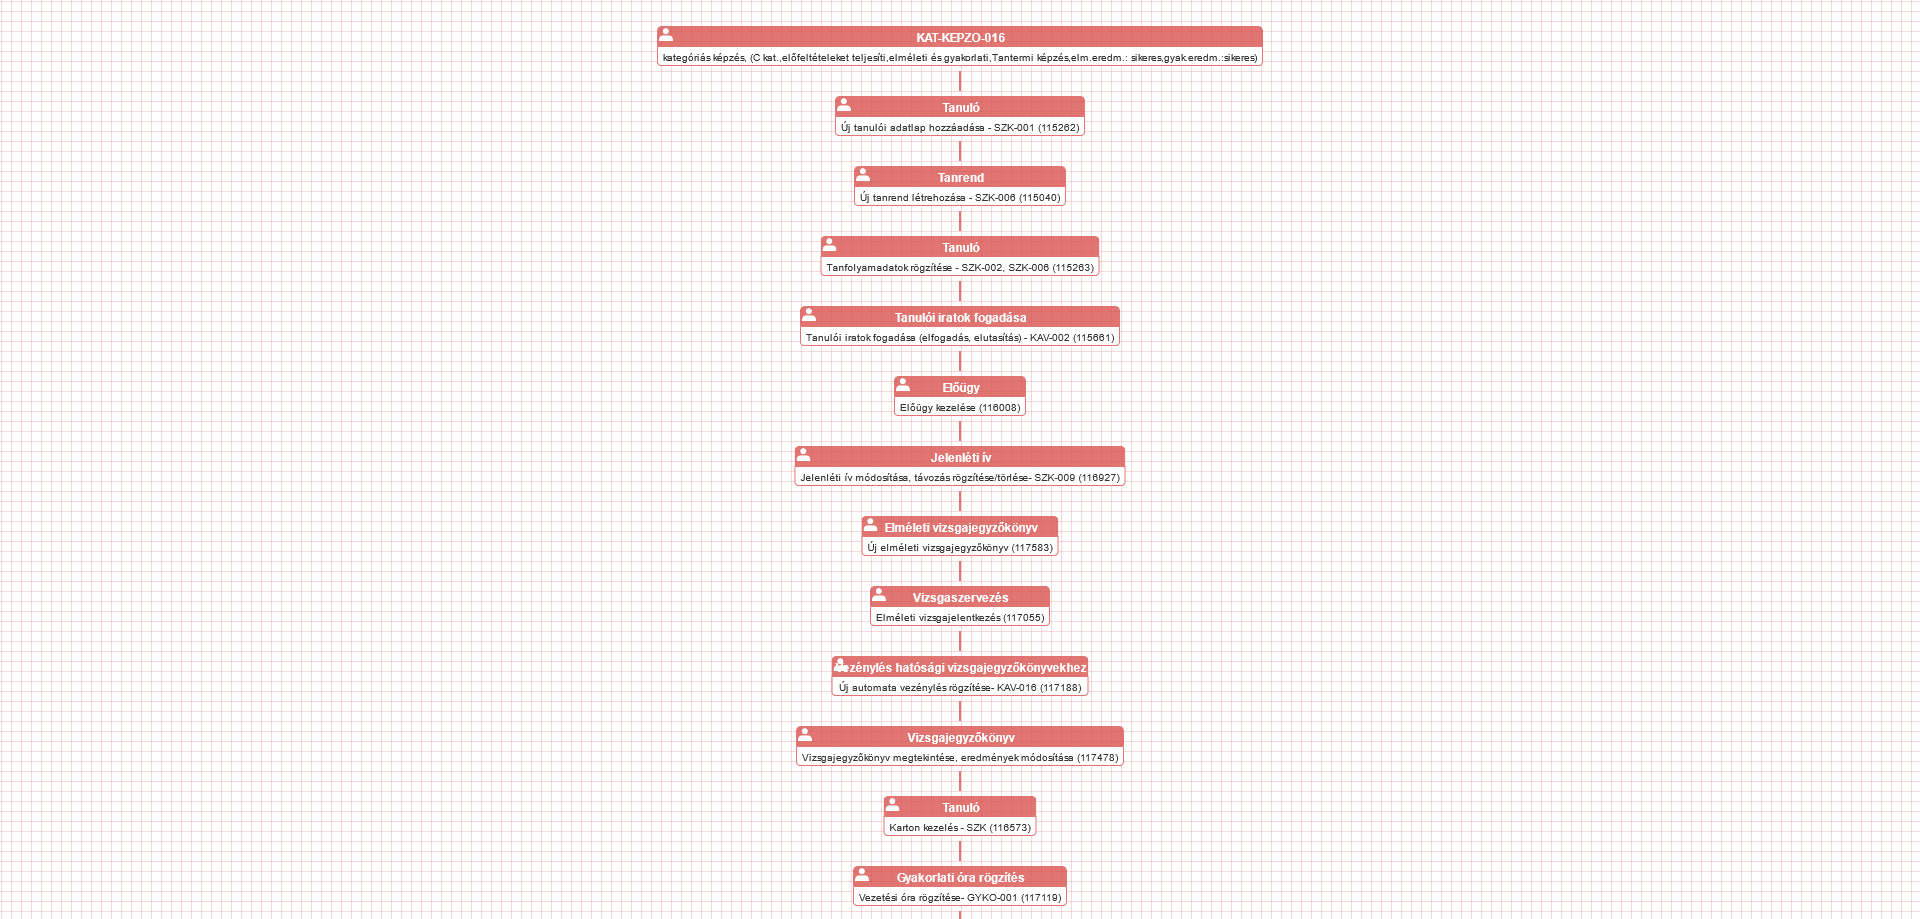 KAT-KEPZO-016
kategóriás képzés, (C kat.,előfeltételeket teljesíti,elméleti és gyakorlati,Tantermi képzés,elm.eredm.: sikeres,gyak.eredm.:sikeres)
Tanuló
Új tanulói adatlap hozzáadása - SZK-001 (115262)
Tanrend
Új tanrend létrehozása - SZK-006 (115040)
Tanuló
Tanfolyamadatok rögzítése - SZK-002, SZK-006 (115263)
Tanulói iratok fogadása
Tanulói iratok fogadása (elfogadás, elutasítás) - KAV-002 (115661)
Előügy
Előügy kezelése (116008)
Jelenléti ív
Jelenléti ív módosítása, távozás rögzítése/törlése- SZK-009 (116927)
Elméleti vizsgajegyzőkönyv
Új elméleti vizsgajegyzőkönyv (117583)
Vizsgaszervezés
Elméleti vizsgajelentkezés (117055)
Vezénylés hatósági vizsgajegyzőkönyvekhez
Új automata vezénylés rögzítése- KAV-016 (117188)
Vizsgajegyzőkönyv
Vizsgajegyzőkönyv megtekintése, eredmények módosítása (117478)
Tanuló
Karton kezelés - SZK (116573)
Gyakorlati óra rögzítés
Vezetési óra rögzítése- GYKO-001 (117119)